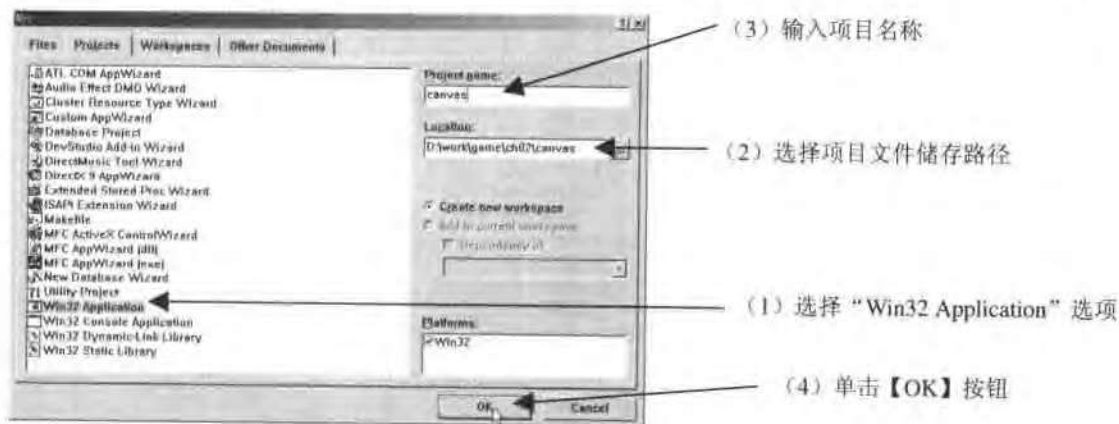 Files Projects Workspaces Other Documents
ATL COM AppWizard
Audio Effect DMO Wizard
Cluster Resource Type Wizard
Custom AppWizard
Database Project
DevStudio Add-in Wizard
DirectMusic Tool Wizard
DirectX 9 AppWizard
Extended Stored Proc Wizard
ISAPI Extension Wizard
Makefile
MFC ActiveX ControlWizard
MFC AppWizard (dll)
MFC AppWizard (exe)
New Database Wizard
Utility Project
Win32 Application
Win32 Console Application
Win32 Dynamic-Link Library
Win32 Static Library
Project name:
canvas
Location:
D:\work\game\ch02\canvas
Create new workspace
Add to current workspace
Dependency of:
Platforms:
Win32
OK Cancel
(3) 输入项目名称
(2) 选择项目文件储存路径
(1) 选择“Win32 Application”选项
(4) 单击【OK】按钮